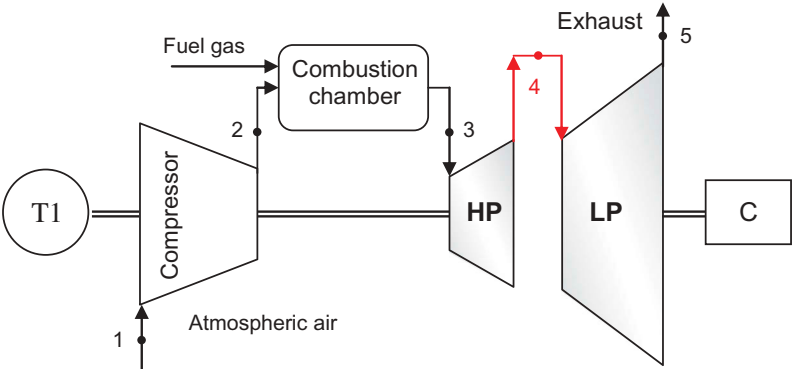 Exhaust
5
Fuel gas
Combustion
chamber
4
2
3
T1
Compressor
HP
LP
C
1
Atmospheric air